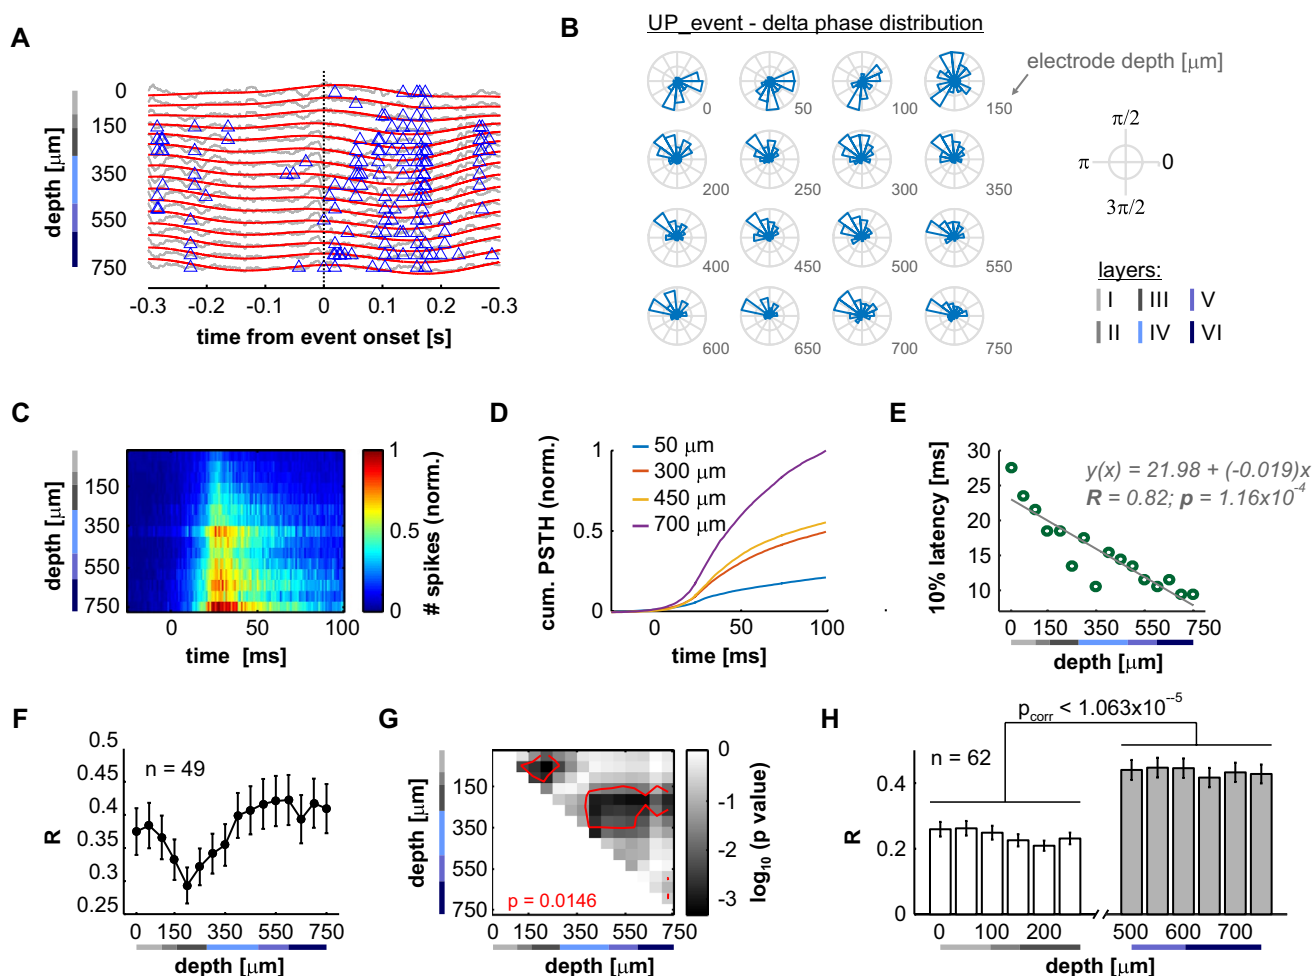 A
0
150
350
550
750
depth [μm]
-0.3
-0.2
-0.1
0
0.1
-0.2
-0.3
time from event onset [s]
B
UP_event - delta phase distribution
0
50
100
150
200
250
300
350
400
450
500
550
600
650
700
750
electrode depth [μm]
π/2
π
0
3π/2
layers:
I
III
V
II
IV
VI
C
150
350
550
750
depth [μm]
0
50
100
time [ms]
1
0.5
0
# spikes (norm.)
D
1
0.5
0
cum. PSTH (norm.)
50 μm
300 μm
450 μm
700 μm
0
50
100
time [ms]
E
30
25
20
15
10
10% latency [ms]
y(x) = 21.98 + (-0.019)x
R = 0.82; p = 1.16x10⁻⁴
0
150
350
550
750
depth [μm]
F
0.5
0.45
0.4
0.35
0.3
0.25
R
n = 49
0
150
350
550
750
depth [μm]
G
150
350
550
750
depth [μm]
p = 0.0146
150
350
550
750
depth [μm]
0
-1
-2
-3
log₁₀ (p value)
H
p_corr < 1.063x10⁻⁻⁵
n = 62
0.4
0.2
0
R
0
100
200
500
600
700
depth [μm]